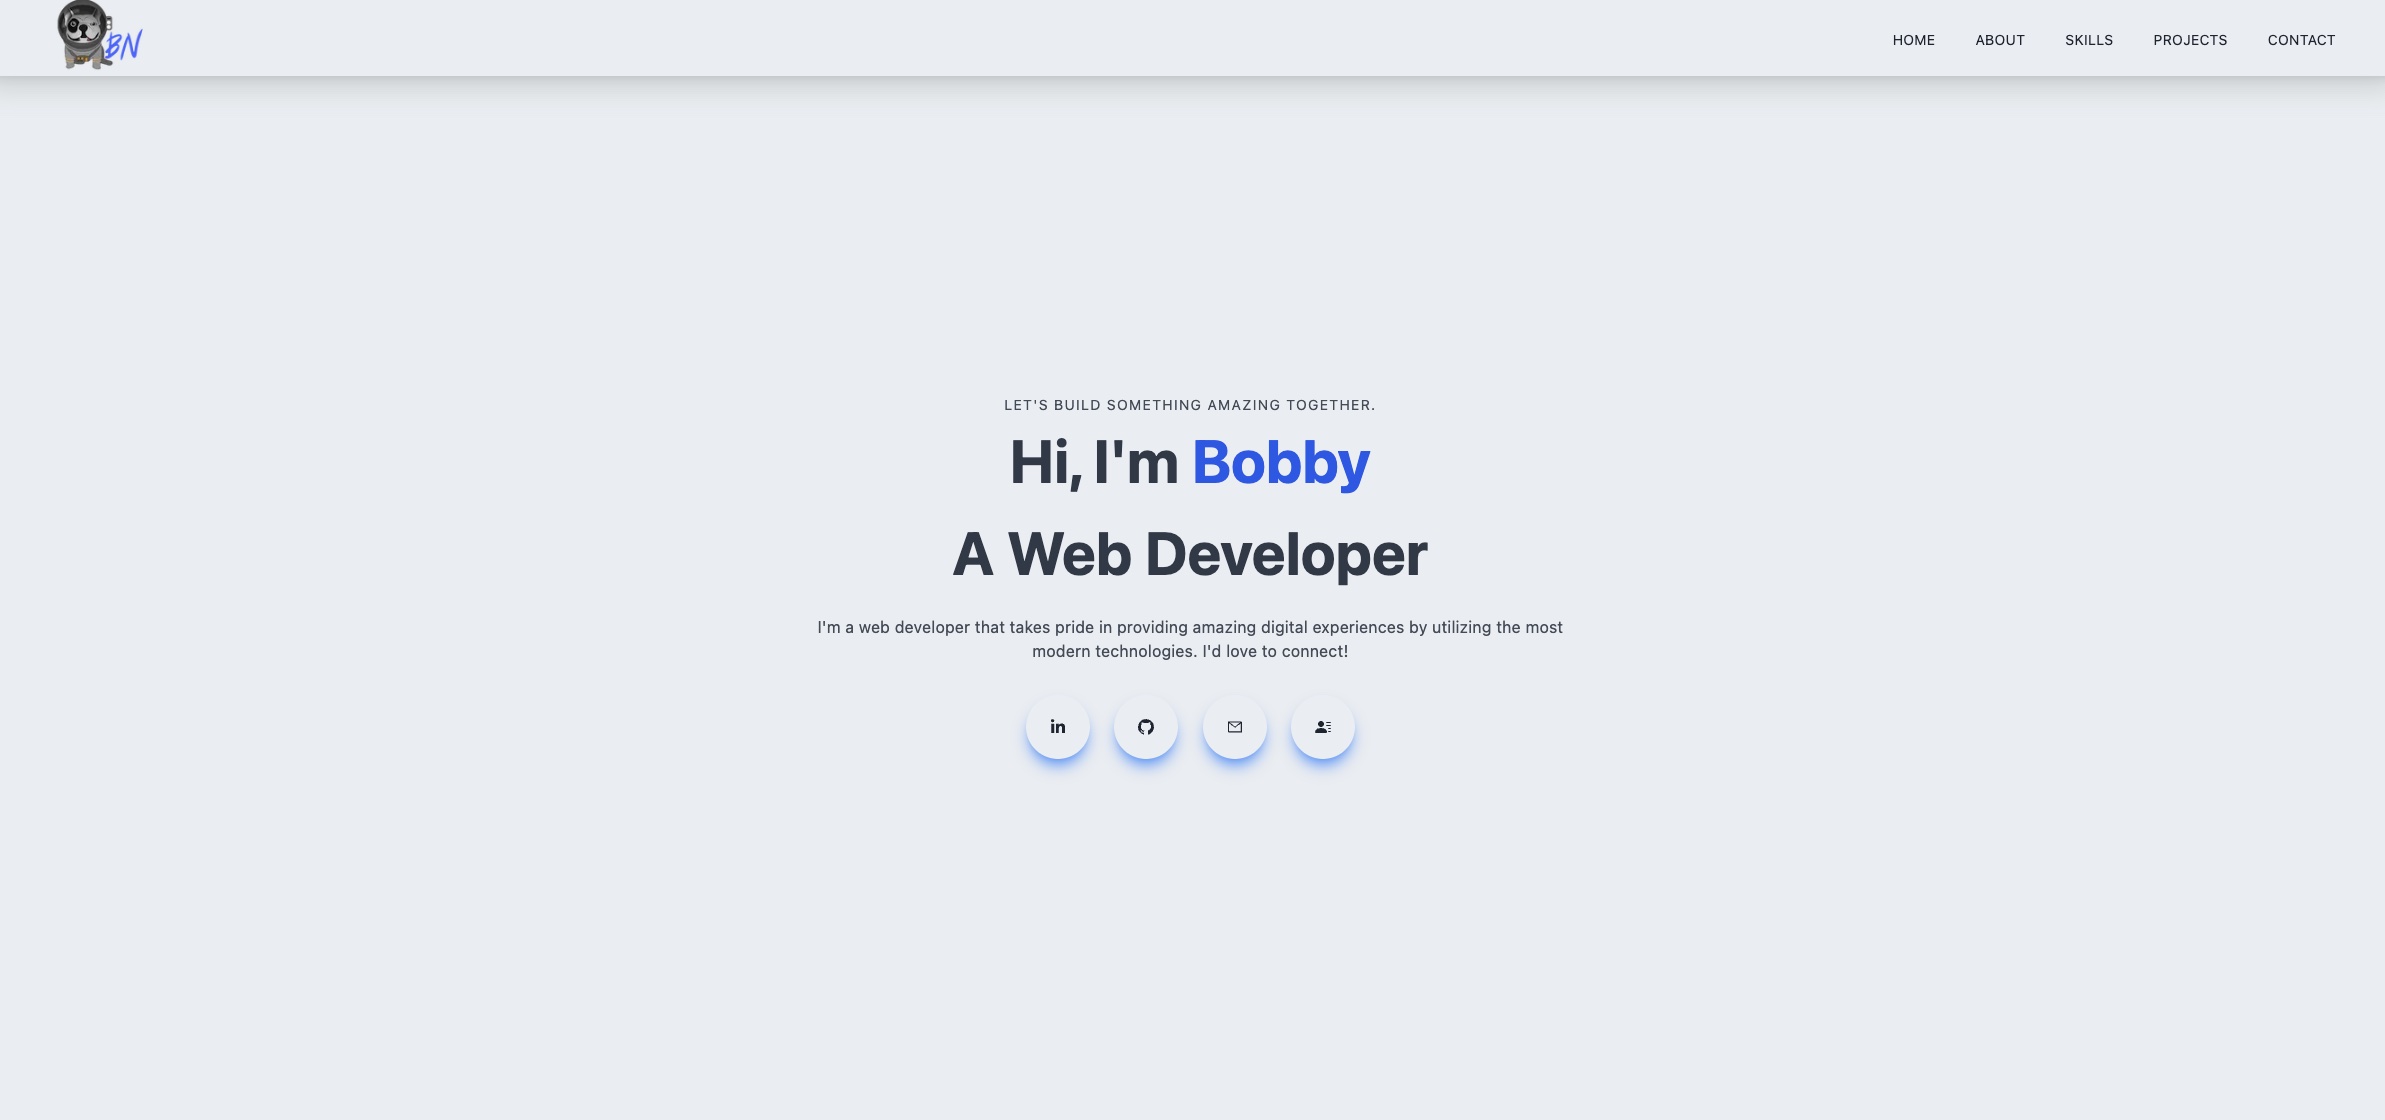 BN
HOME ABOUT SKILLS PROJECTS CONTACT
LET'S BUILD SOMETHING AMAZING TOGETHER.
Hi, I'm Bobby
A Web Developer
I'm a web developer that takes pride in providing amazing digital experiences by utilizing the most
modern technologies. I'd love to connect!
in